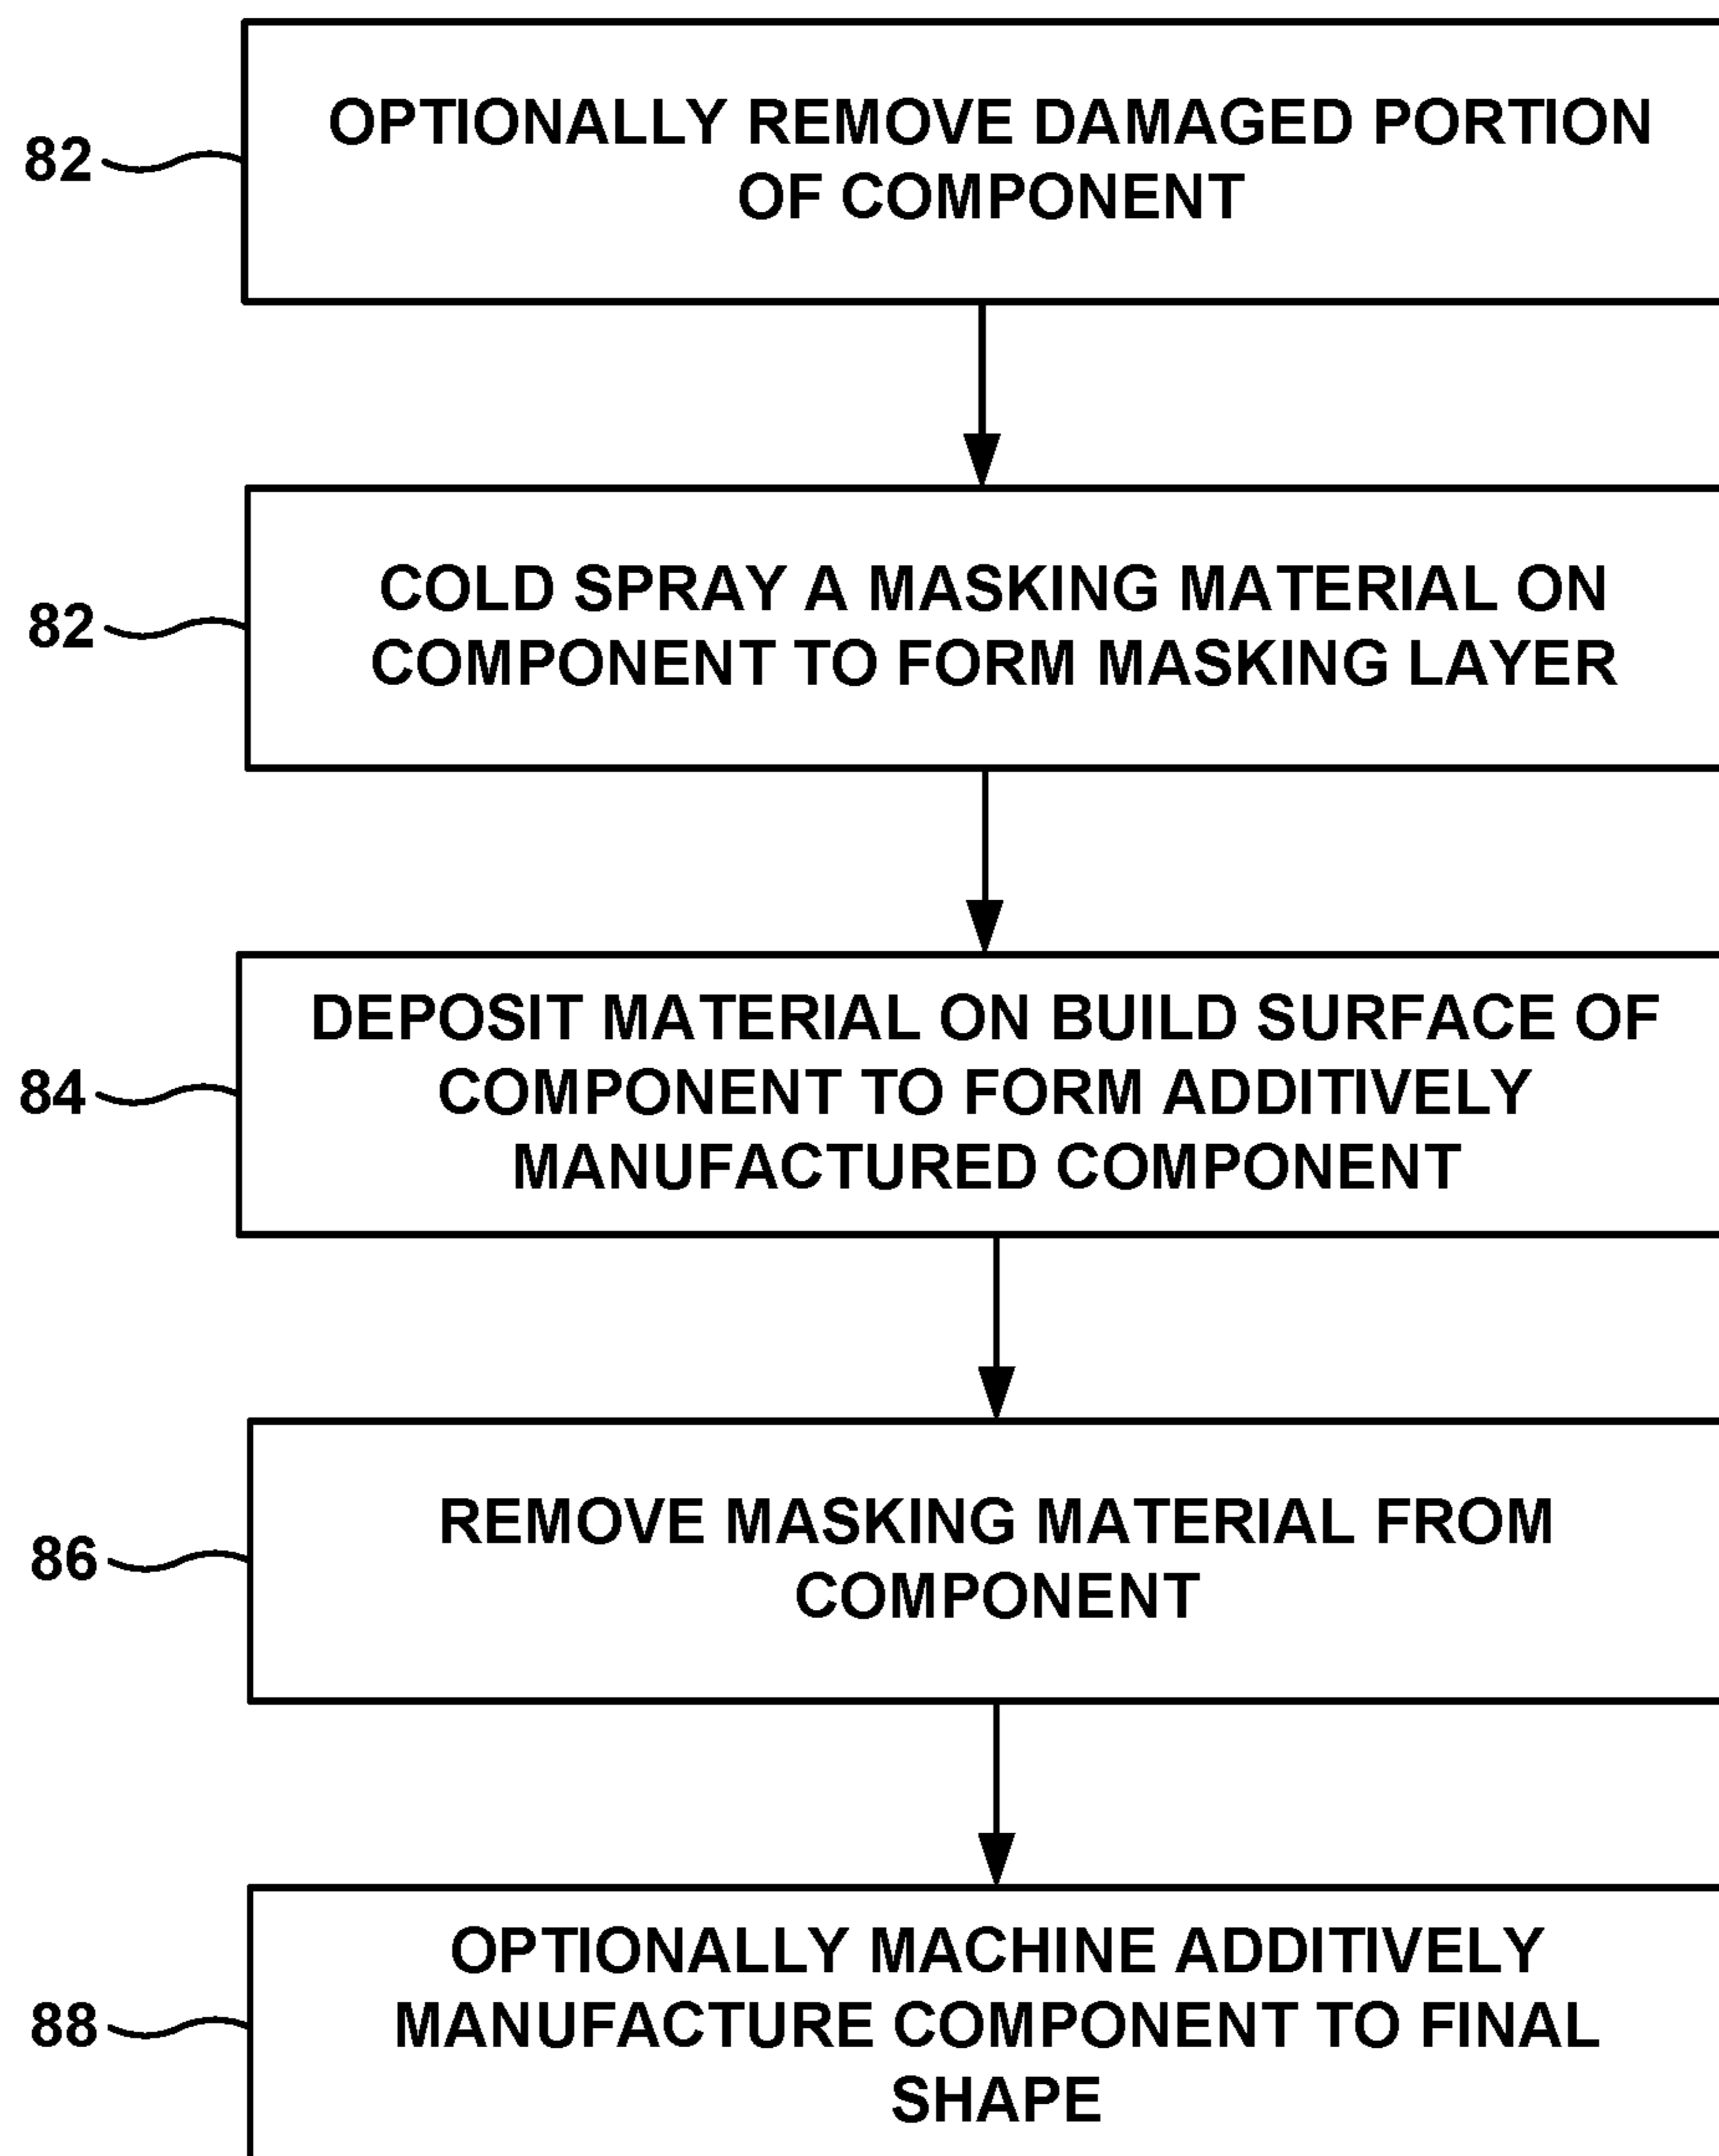 OPTIONALLY REMOVE DAMAGED PORTION
OF COMPONENT
82
COLD SPRAY A MASKING MATERIAL ON
COMPONENT TO FORM MASKING LAYER
82
DEPOSIT MATERIAL ON BUILD SURFACE OF
COMPONENT TO FORM ADDITIVELY
MANUFACTURED COMPONENT
84
REMOVE MASKING MATERIAL FROM
COMPONENT
86
OPTIONALLY MACHINE ADDITIVELY
MANUFACTURE COMPONENT TO FINAL
SHAPE
88